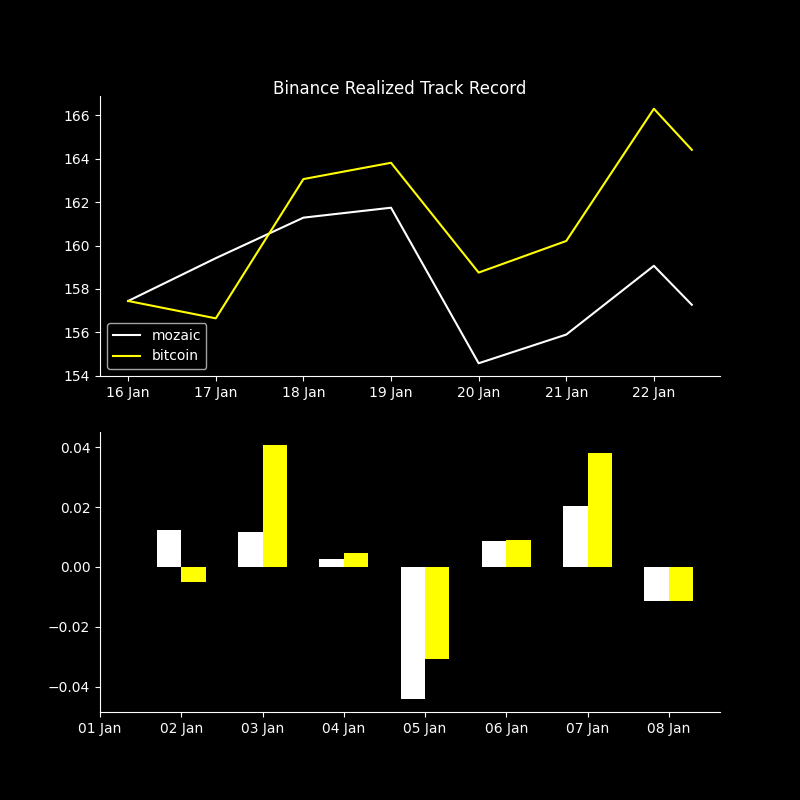 Binance Realized Track Record
166
164
162
160
158
156
154
mozaic
bitcoin
16 Jan 17 Jan 18 Jan 19 Jan 20 Jan 21 Jan 22 Jan
0.04
0.02
0.00
−0.02
−0.04
01 Jan 02 Jan 03 Jan 04 Jan 05 Jan 06 Jan 07 Jan 08 Jan